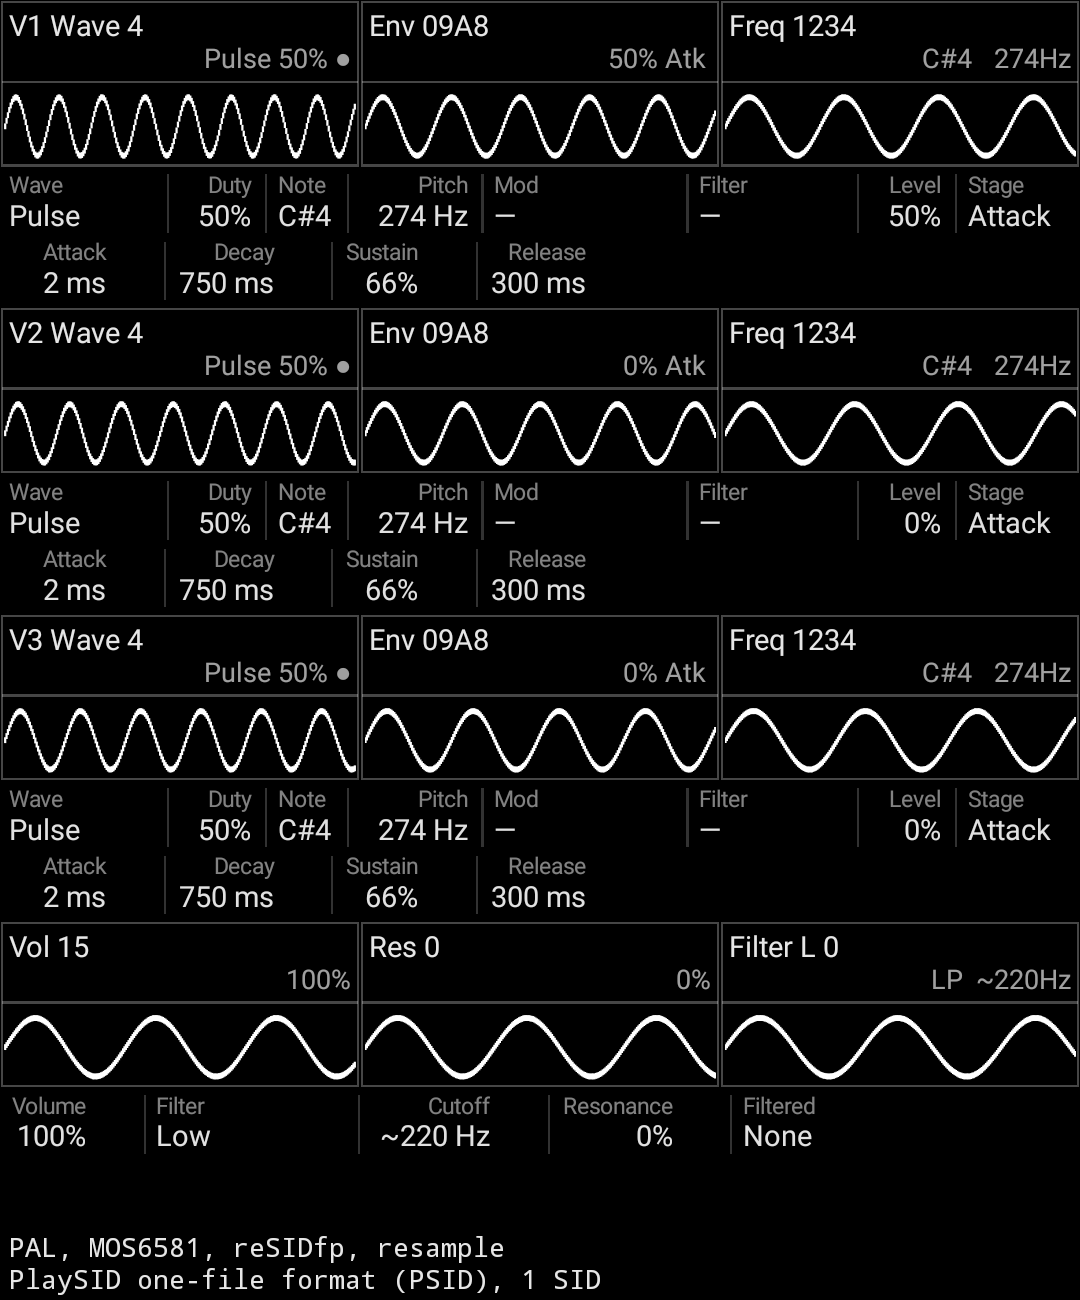 V1 Wave 4 Env 09A8 Freq 1234
Pulse 50% ● 50% Atk C#4 274Hz
Wave Duty Note Pitch Mod Filter Level Stage
Pulse 50% C#4 274 Hz — — 50% Attack
Attack Decay Sustain Release
2 ms 750 ms 66% 300 ms
V2 Wave 4 Env 09A8 Freq 1234
Pulse 50% ● 0% Atk C#4 274Hz
Wave Duty Note Pitch Mod Filter Level Stage
Pulse 50% C#4 274 Hz — — 0% Attack
Attack Decay Sustain Release
2 ms 750 ms 66% 300 ms
V3 Wave 4 Env 09A8 Freq 1234
Pulse 50% ● 0% Atk C#4 274Hz
Wave Duty Note Pitch Mod Filter Level Stage
Pulse 50% C#4 274 Hz — — 0% Attack
Attack Decay Sustain Release
2 ms 750 ms 66% 300 ms
Vol 15 Res 0 Filter L 0
100% 0% LP ~220Hz
Volume Filter Cutoff Resonance Filtered
100% Low ~220 Hz 0% None
PAL, MOS6581, reSIDfp, resample
PlaySID one-file format (PSID), 1 SID